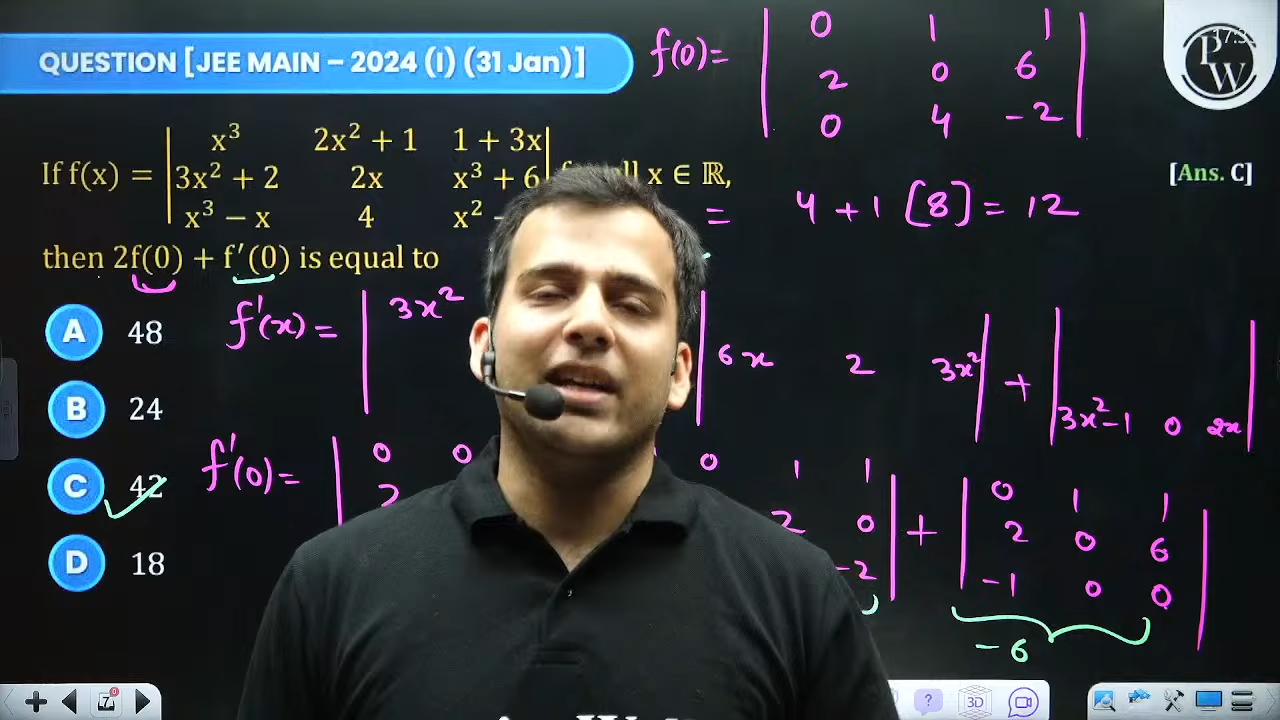 QUESTION [JEE MAIN – 2024 (I) (31 Jan)]
f(0)=
0 1 1
2 0 6
0 4 -2
PW
If f(x) =
x³ 2x² + 1 1 + 3x
3x² + 2 2x x³ + 6
x³ – x 4 x²
x ∈ ℝ,
[Ans. C]
= 4 + 1 [8] = 12
then 2f(0) + f′(0) is equal to
A 48
B 24
C 42
D 18
f'(x) =
3x²
6x 2 3x² +
3x²-1 0 2x
f'(0)=
0 0
2
0 1 1
2 0
-2
+
0 1 1
2 0 6
-1 0 0
-6
3D